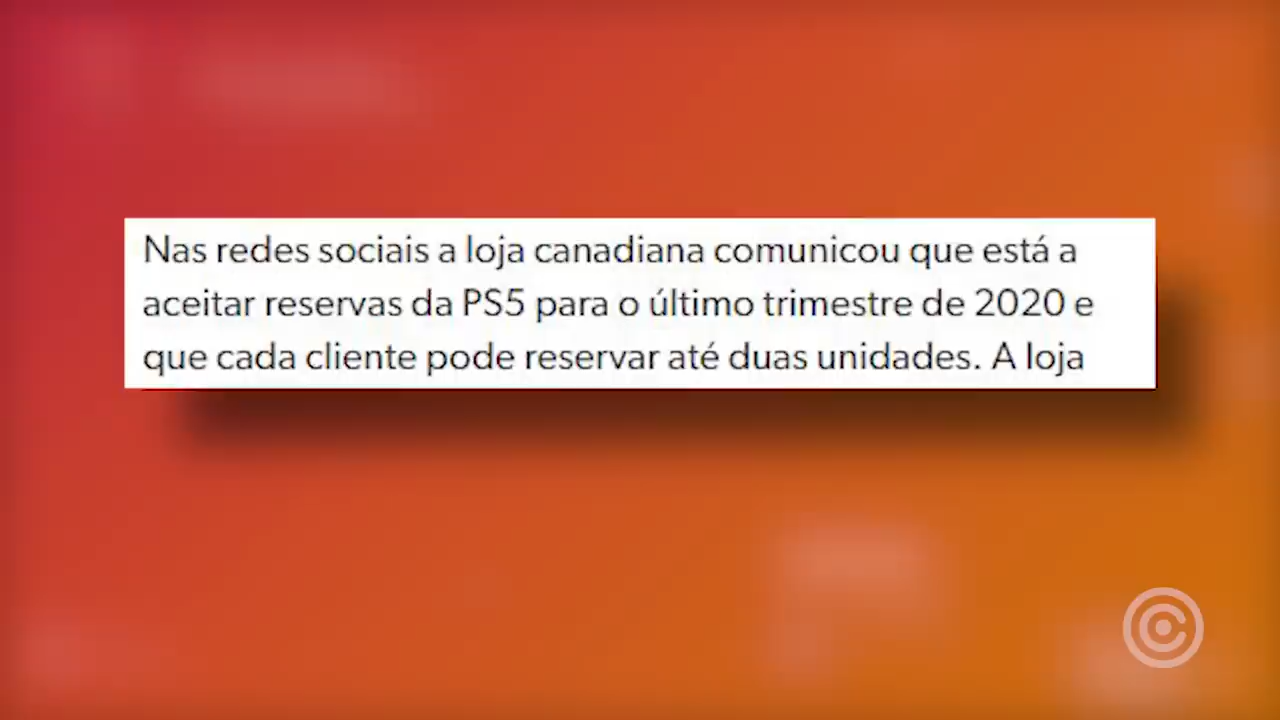 Nas redes sociais a loja canadiana comunicou que está a
aceitar reservas da PS5 para o último trimestre de 2020 e
que cada cliente pode reservar até duas unidades. A loja